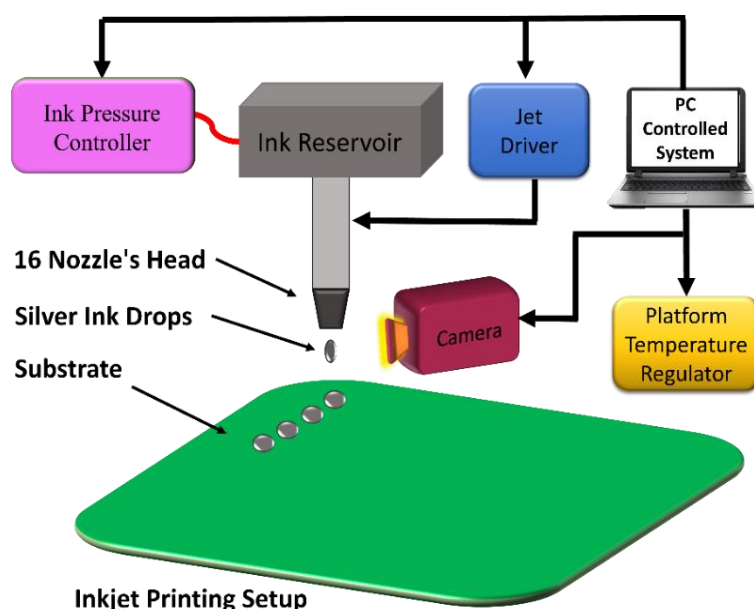 Ink Pressure
Controller
Ink Reservoir
Jet
Driver
PC
Controlled
System
16 Nozzle's Head
Silver Ink Drops
Substrate
Camera
Platform
Temperature
Regulator
Inkjet Printing Setup